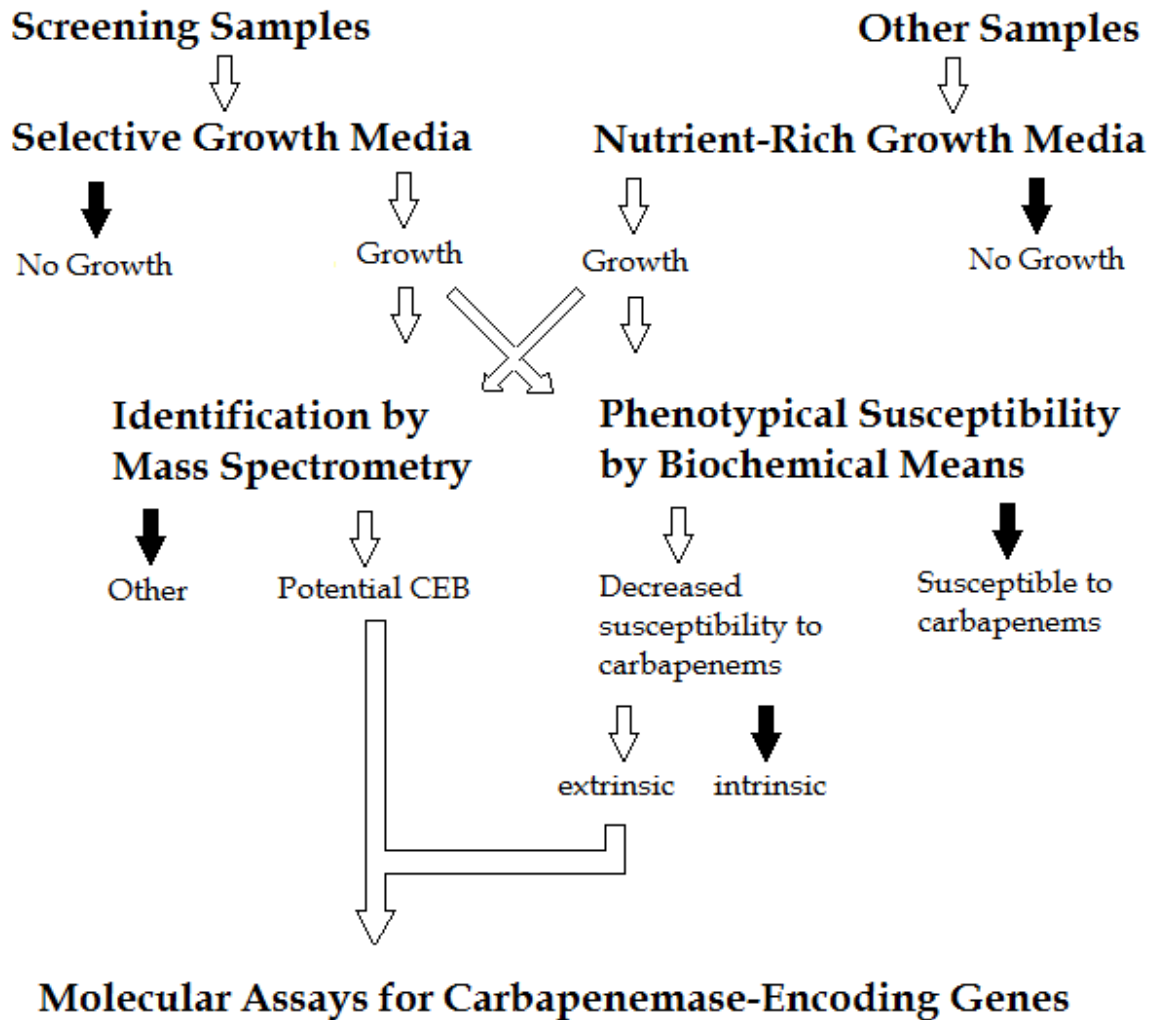 Screening Samples
Other Samples
Selective Growth Media
Nutrient-Rich Growth Media
No Growth
Growth
Growth
No Growth
Identification by
Mass Spectrometry
Phenotypical Susceptibility
by Biochemical Means
Other
Potential CEB
Decreased
susceptibility to
carbapenems
Susceptible to
carbapenems
extrinsic
intrinsic
Molecular Assays for Carbapenemase-Encoding Genes